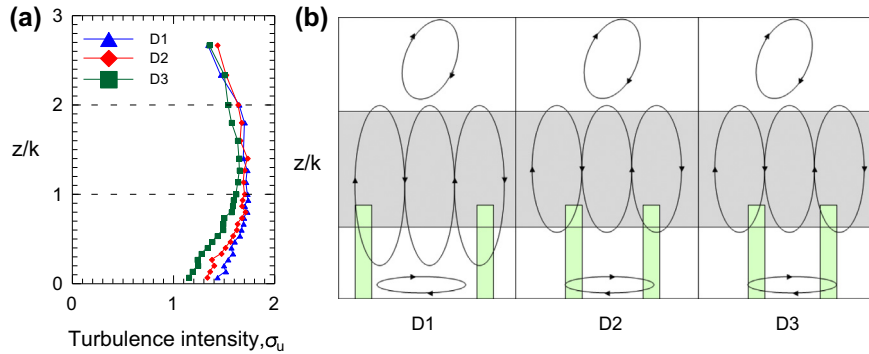 (a)
3
2
1
0
z/k
D1
D2
D3
0
1
2
Turbulence intensity,σu
(b)
z/k
D1
D2
D3